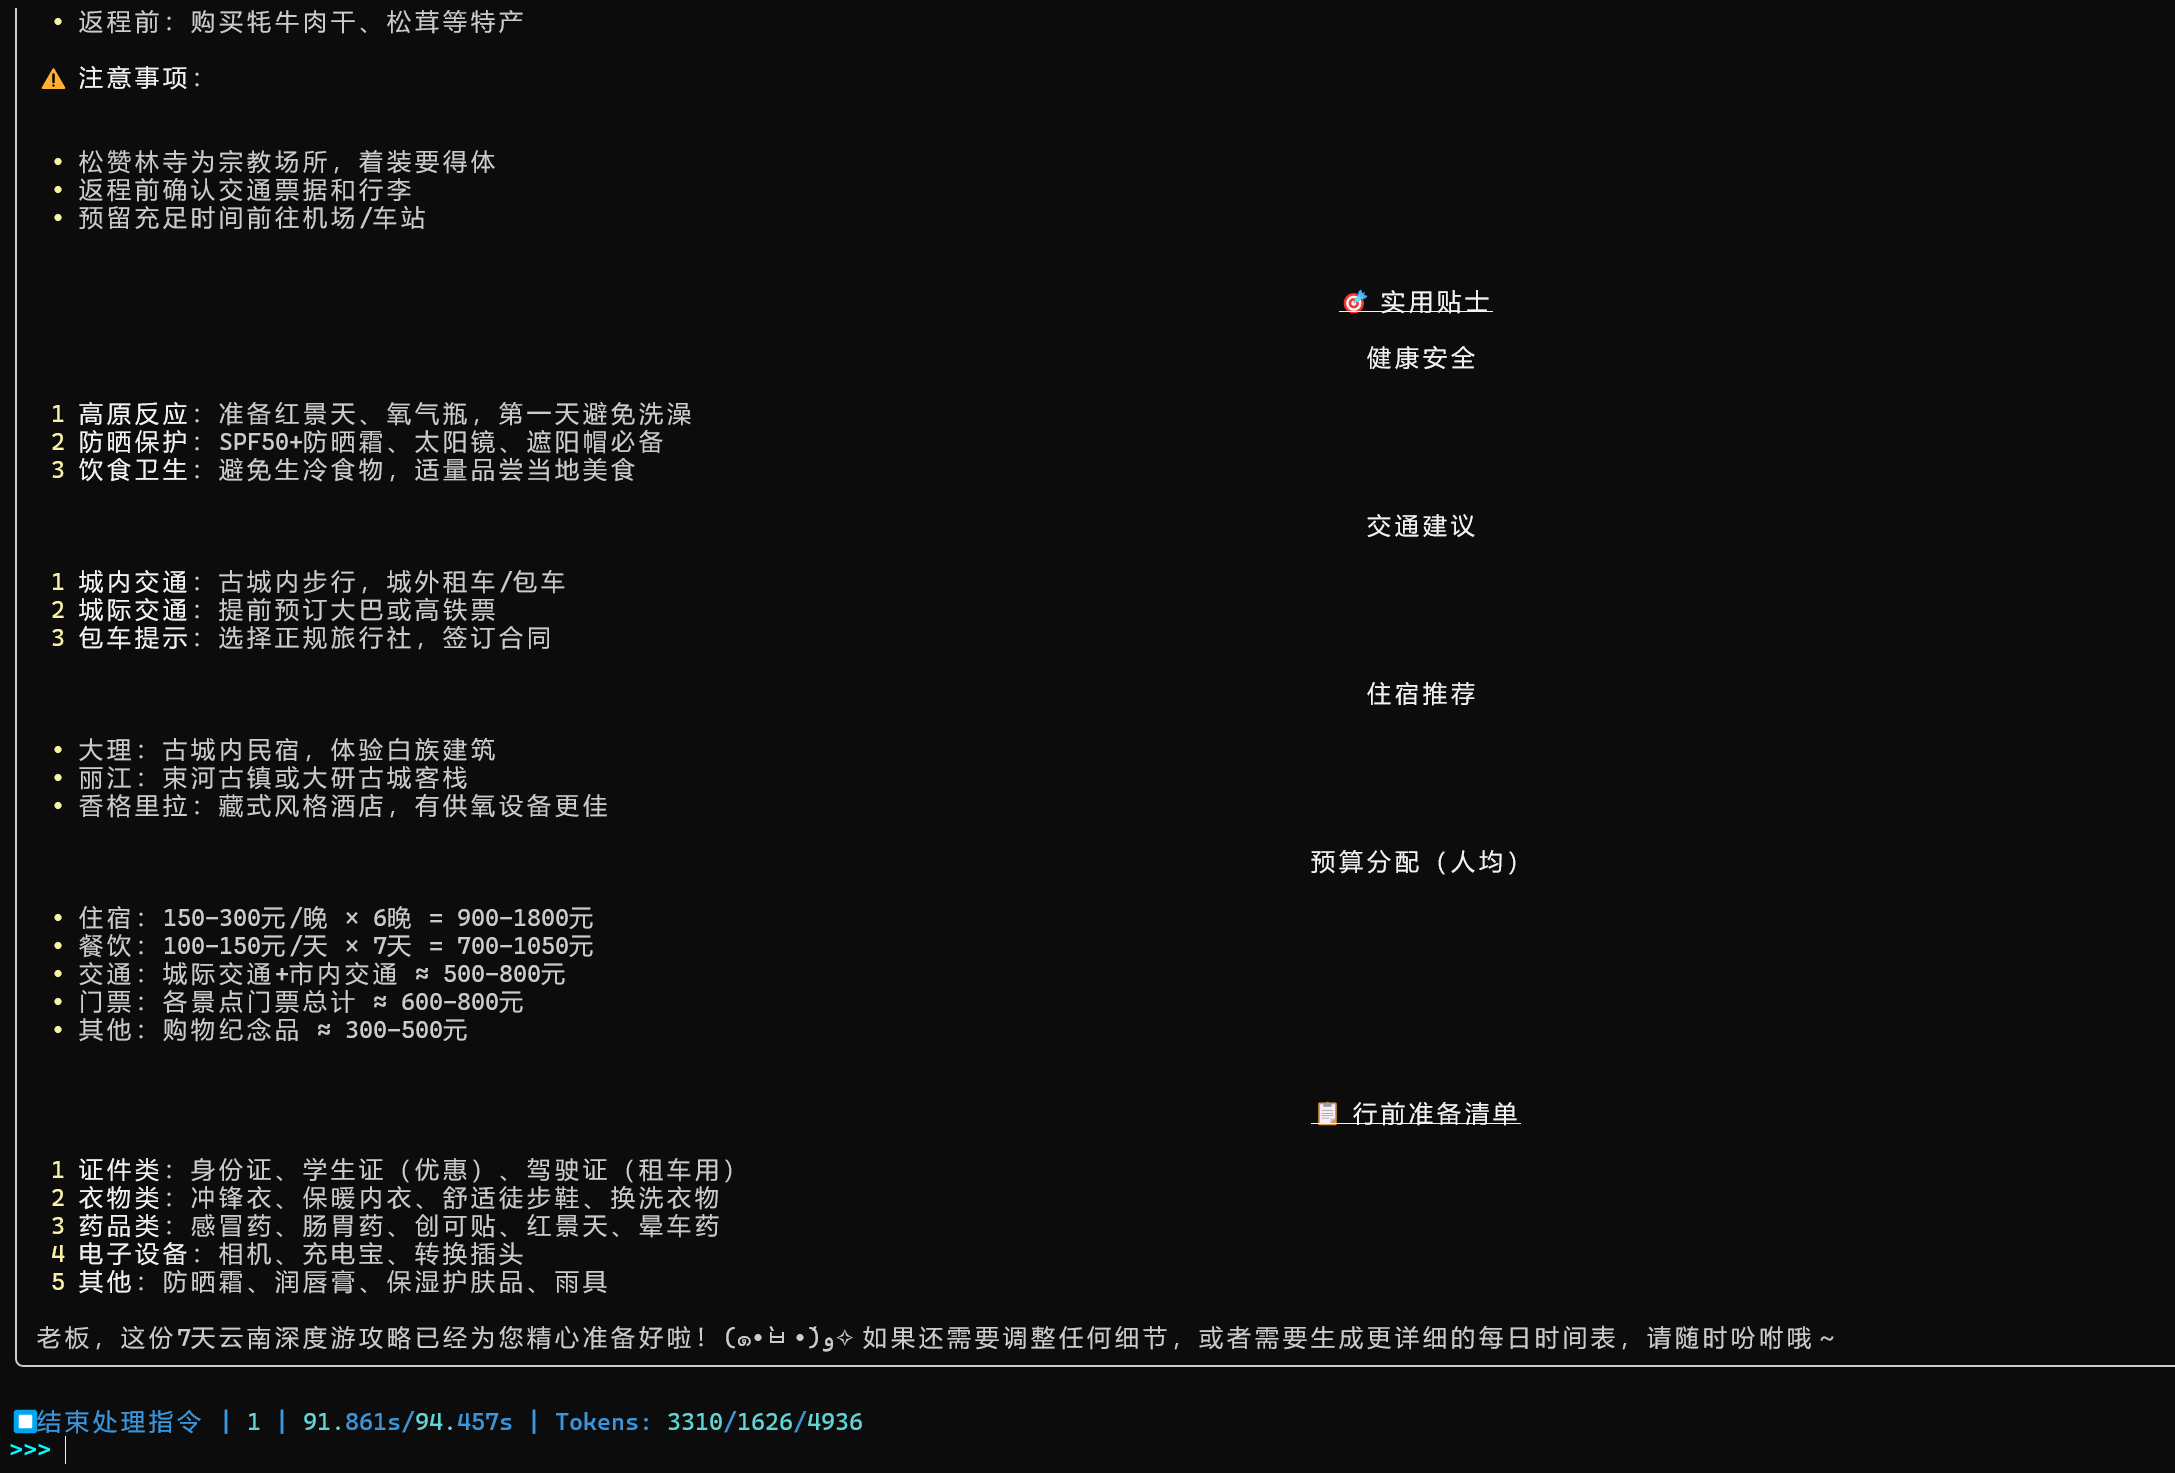 • 返程前：购买牦牛肉干、松茸等特产
⚠️ 注意事项：
• 松赞林寺为宗教场所，着装要得体
• 返程前确认交通票据和行李
• 预留充足时间前往机场/车站
🎯 实用贴士
健康安全
1 高原反应：准备红景天、氧气瓶，第一天避免洗澡
2 防晒保护：SPF50+防晒霜、太阳镜、遮阳帽必备
3 饮食卫生：避免生冷食物，适量品尝当地美食
交通建议
1 城内交通：古城内步行，城外租车/包车
2 城际交通：提前预订大巴或高铁票
3 包车提示：选择正规旅行社，签订合同
住宿推荐
• 大理：古城内民宿，体验白族建筑
• 丽江：束河古镇或大研古城客栈
• 香格里拉：藏式风格酒店，有供氧设备更佳
预算分配（人均）
• 住宿：150-300元/晚 × 6晚 = 900-1800元
• 餐饮：100-150元/天 × 7天 = 700-1050元
• 交通：城际交通+市内交通 ≈ 500-800元
• 门票：各景点门票总计 ≈ 600-800元
• 其他：购物纪念品 ≈ 300-500元
📋 行前准备清单
1 证件类：身份证、学生证（优惠）、驾驶证（租车用）
2 衣物类：冲锋衣、保暖内衣、舒适徒步鞋、换洗衣物
3 药品类：感冒药、肠胃药、创可贴、红景天、晕车药
4 电子设备：相机、充电宝、转换插头
5 其他：防晒霜、润唇膏、保湿护肤品、雨具
老板，这份7天云南深度游攻略已经为您精心准备好啦！(๑•̀ㅂ•́)و✧ 如果还需要调整任何细节，或者需要生成更详细的每日时间表，请随时吩咐哦～
结束处理指令 | 1 | 91.861s/94.457s | Tokens: 3310/1626/4936
>>>